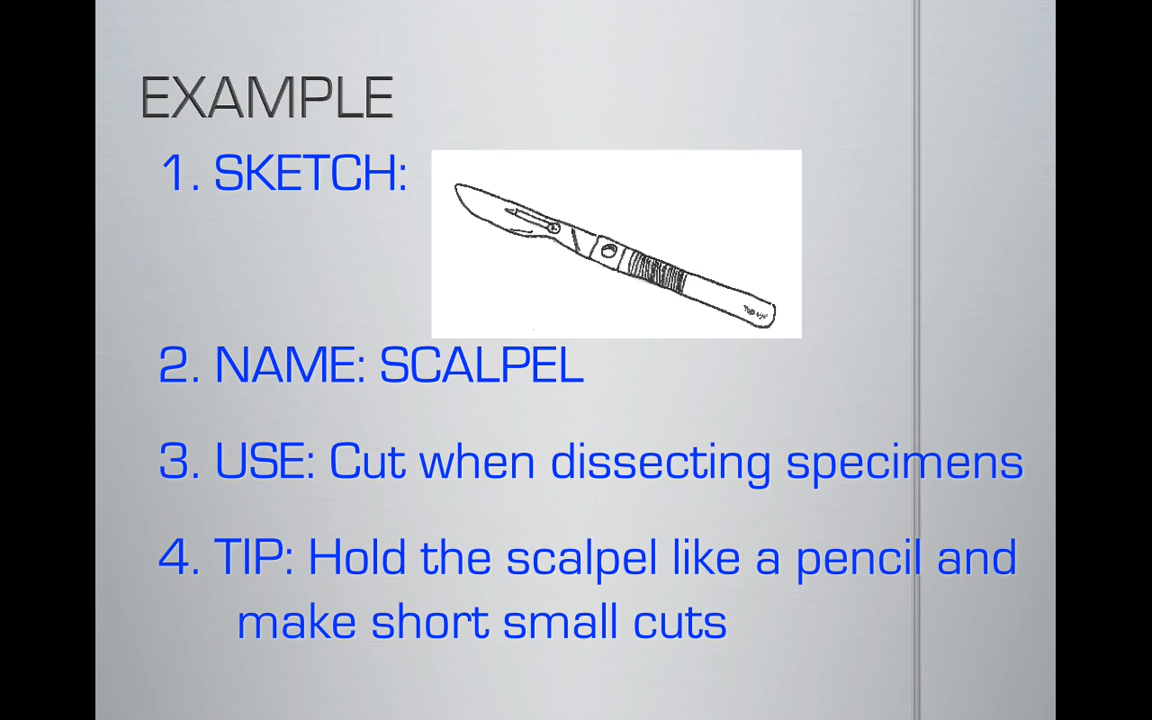 EXAMPLE
1. SKETCH:
2. NAME: SCALPEL
3. USE: Cut when dissecting specimens
4. TIP: Hold the scalpel like a pencil and
make short small cuts